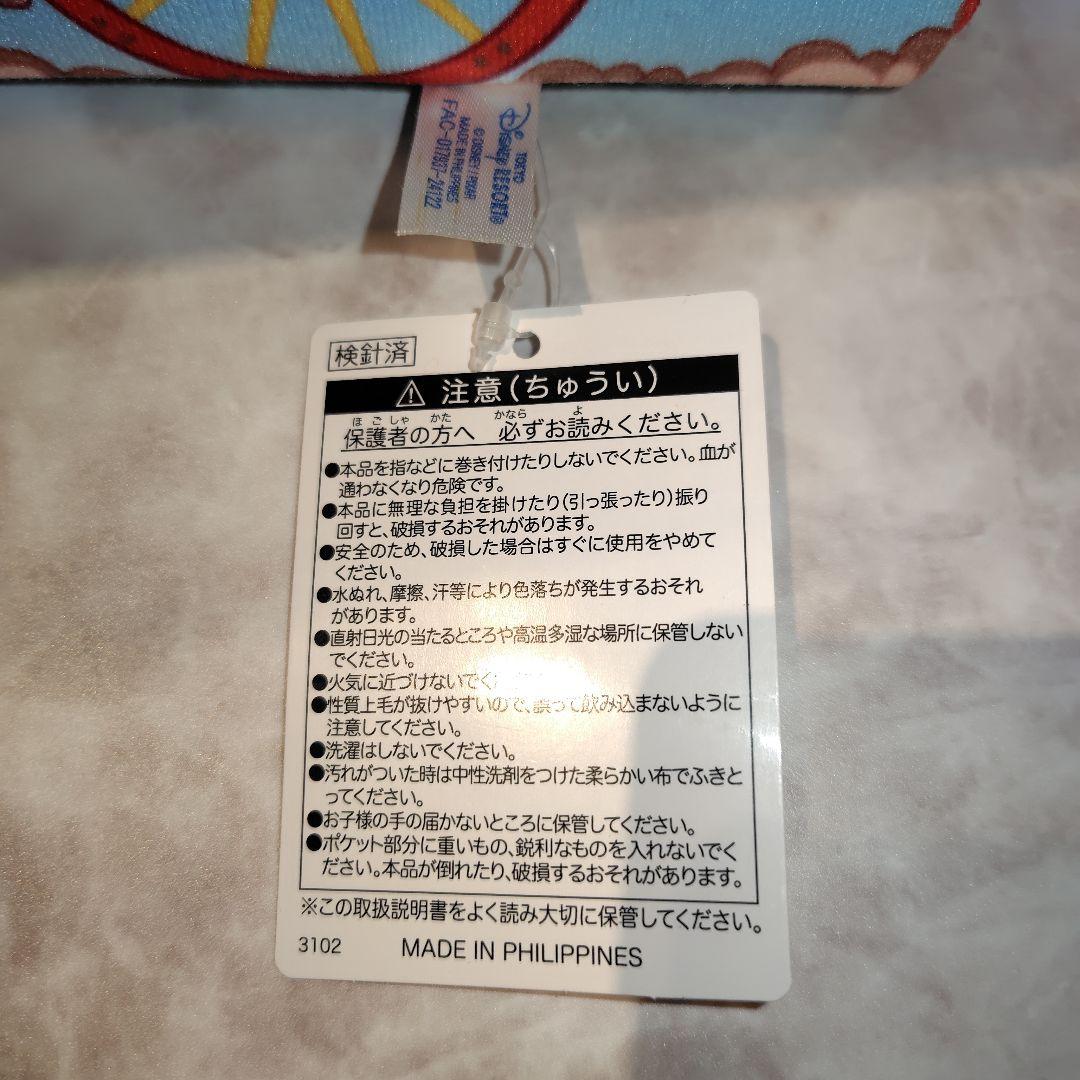 TOKYO
DISNEY RESORT®
© DISNEY / PIXAR
MADE IN PHILIPPINES
検針済
⚠ 注意(ちゅうい)
ほごしゃ かた かなら よ
保護者の方へ 必ずお読みください。
●本品を指などに巻き付けたりしないでください。血が
通わなくなり危険です。
●本品に無理な負担を掛けたり(引っ張ったり)振り
回すと、破損するおそれがあります。
●安全のため、破損した場合はすぐに使用をやめて
ください。
●水ぬれ、摩擦、汗等により色落ちが発生するおそれ
があります。
●直射日光の当たるところや高温多湿な場所に保管しない
でください。
●火気に近づけないでく
●性質上毛が抜けやすいので、誤って飲み込まないように
注意してください。
●洗濯はしないでください。
●汚れがついた時は中性洗剤をつけた柔らかい布でふきと
ってください。
●お子様の手の届かないところに保管してください。
●ポケット部分に重いもの、鋭利なものを入れないでく
ださい。本品が倒れたり、破損するおそれがあります。
※この取扱説明書をよく読み大切に保管してください。
3102 MADE IN PHILIPPINES